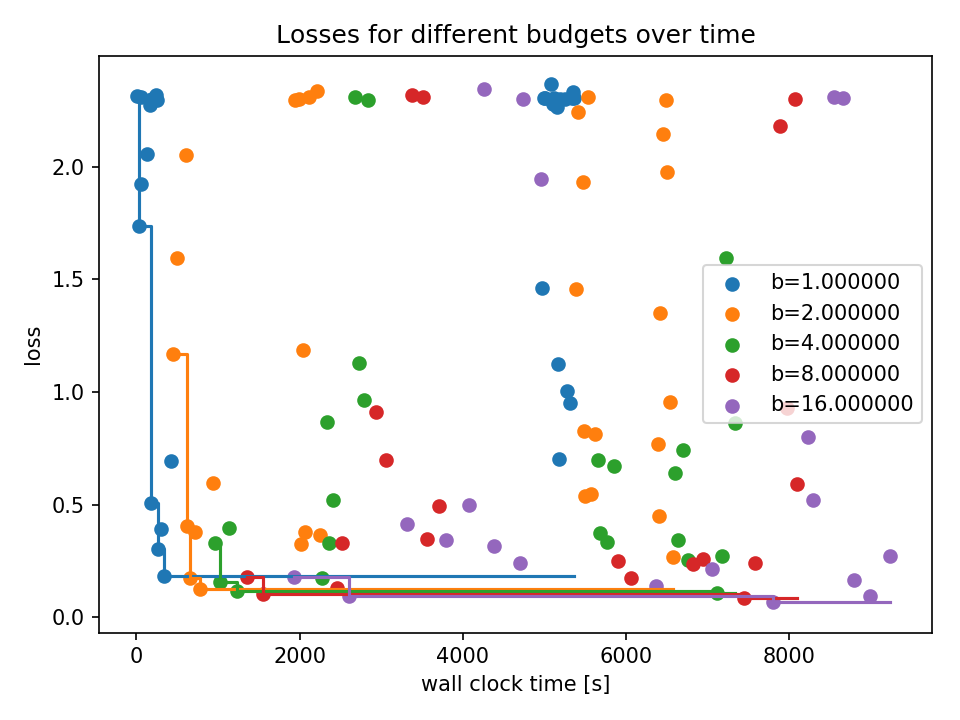 Losses for different budgets over time
loss
2.0
1.5
1.0
0.5
0.0
b=1.000000
b=2.000000
b=4.000000
b=8.000000
b=16.000000
0
2000
4000
6000
8000
wall clock time [s]